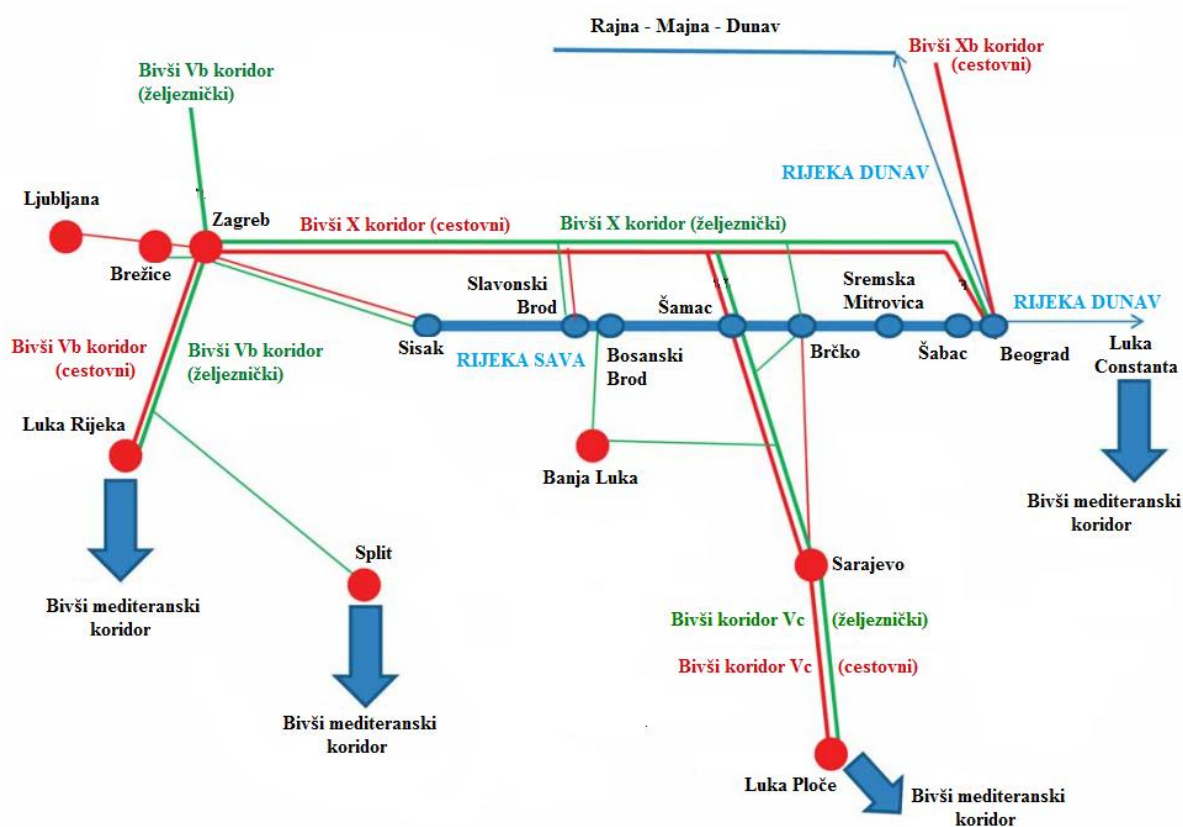 Rajna - Majna - Dunav
Bivši Xb koridor
(cestovni)
Bivši Vb koridor
(željeznički)
RIJEKA DUNAV
Ljubljana
Zagreb
Bivši X koridor (cestovni)
Bivši X koridor (željeznički)
Brežice
Slavonski
Brod
Šamac
Sremska
Mitrovica
RIJEKA DUNAV
Sisak
RIJEKA SAVA
Bosanski
Brod
Brčko
Šabac
Beograd
Luka
Constanta
Bivši Vb koridor
(cestovni)
Bivši Vb koridor
(željeznički)
Luka Rijeka
Banja Luka
Bivši mediteranski
koridor
Split
Sarajevo
Bivši mediteranski
koridor
Bivši koridor Vc
(željeznički)
Bivši koridor Vc
(cestovni)
Bivši mediteranski
koridor
Luka Ploče
Bivši mediteranski
koridor